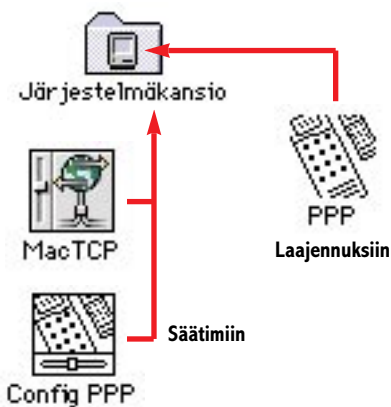 Järjestelmäkansio
MacTCP
PPP
Laajennuksiin
Säätimiin
Config PPP